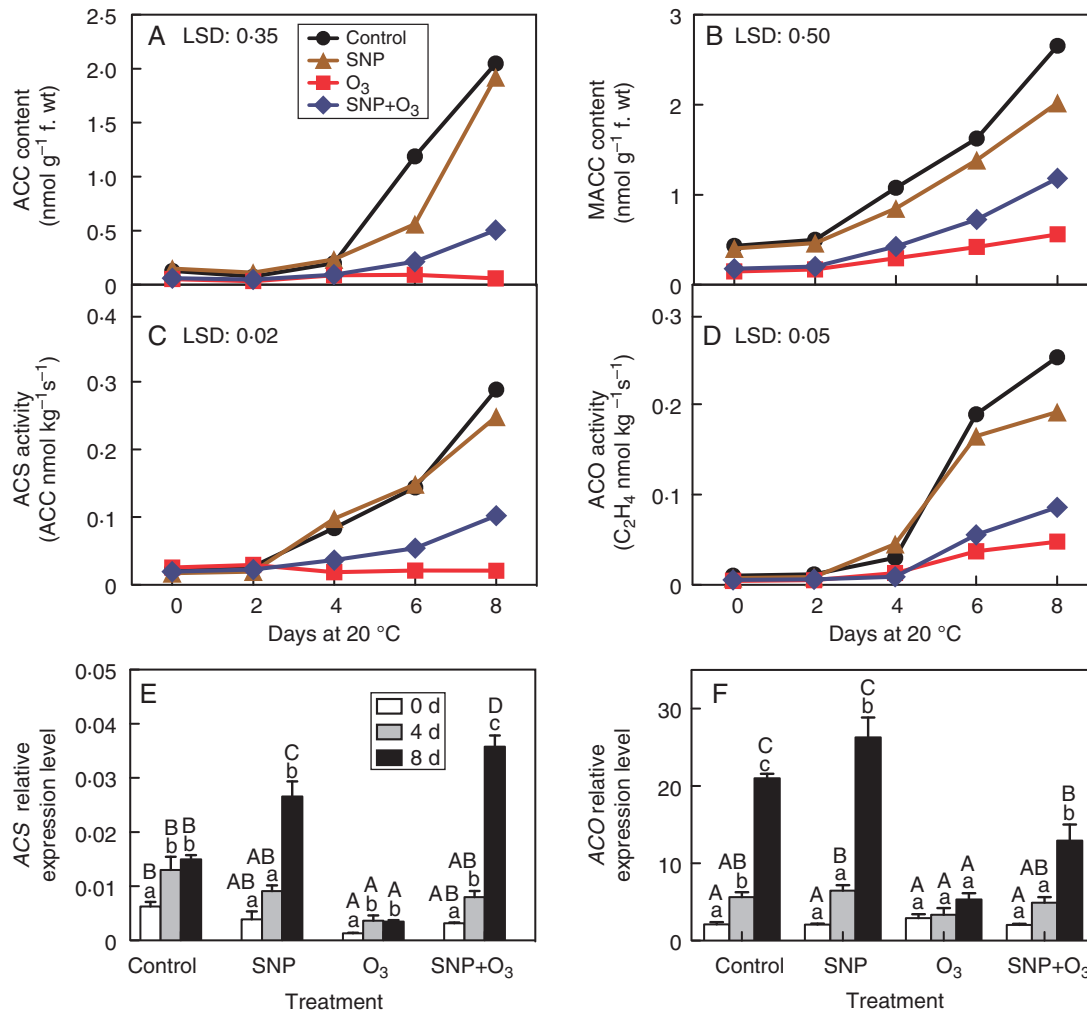 A LSD: 0·35
Control
SNP
O3
SNP+O3
ACC content
(nmol g−1 f. wt)
2·5
2·0
1·5
1·0
0·5
0
B LSD: 0·50
MACC content
(nmol g−1 f. wt)
3
2
1
0
C LSD: 0·02
ACS activity
(ACC nmol kg−1s−1)
0·4
0·3
0·2
0·1
0
0 2 4 6 8
Days at 20 °C
D LSD: 0·05
ACO activity
(C2H4 nmol kg−1s−1)
0·3
0·2
0·1
0
0 2 4 6 8
Days at 20 °C
E
0 d
4 d
8 d
ACS relative
expression level
0·05
0·04
0·03
0·02
0·01
0
B B B AB AB C A A A AB AB D
a b b a a b a b b a b c
Control SNP O3 SNP+O3
Treatment
F
ACO relative
expression level
30
20
10
0
A AB C A B C A A A A AB B
a b c a a b a a a a a b
Control SNP O3 SNP+O3
Treatment